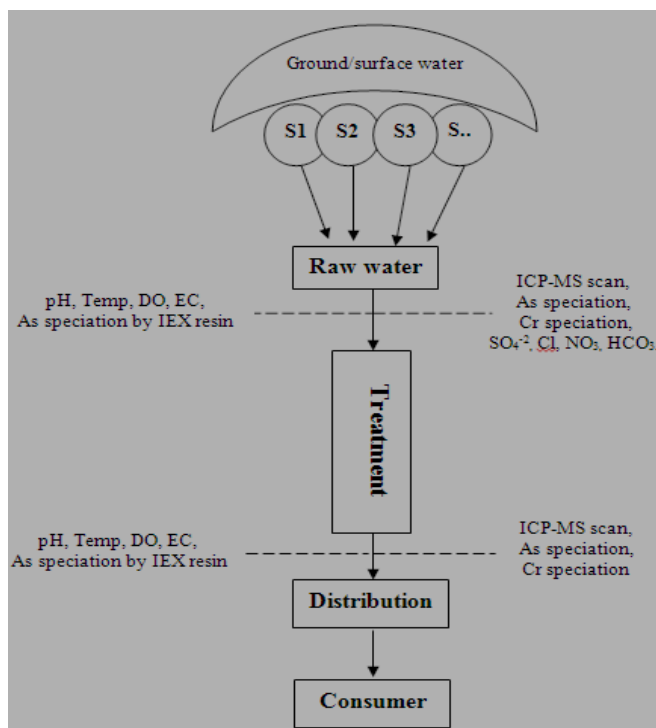 Ground/surface water
S1 S2 S3 S..
Raw water
pH, Temp, DO, EC,
As speciation by IEX resin
ICP-MS scan,
As speciation,
Cr speciation,
SO₄⁻², Cl, NO₃, HCO₃
Treatment
pH, Temp, DO, EC,
As speciation by IEX resin
ICP-MS scan,
As speciation,
Cr speciation
Distribution
Consumer